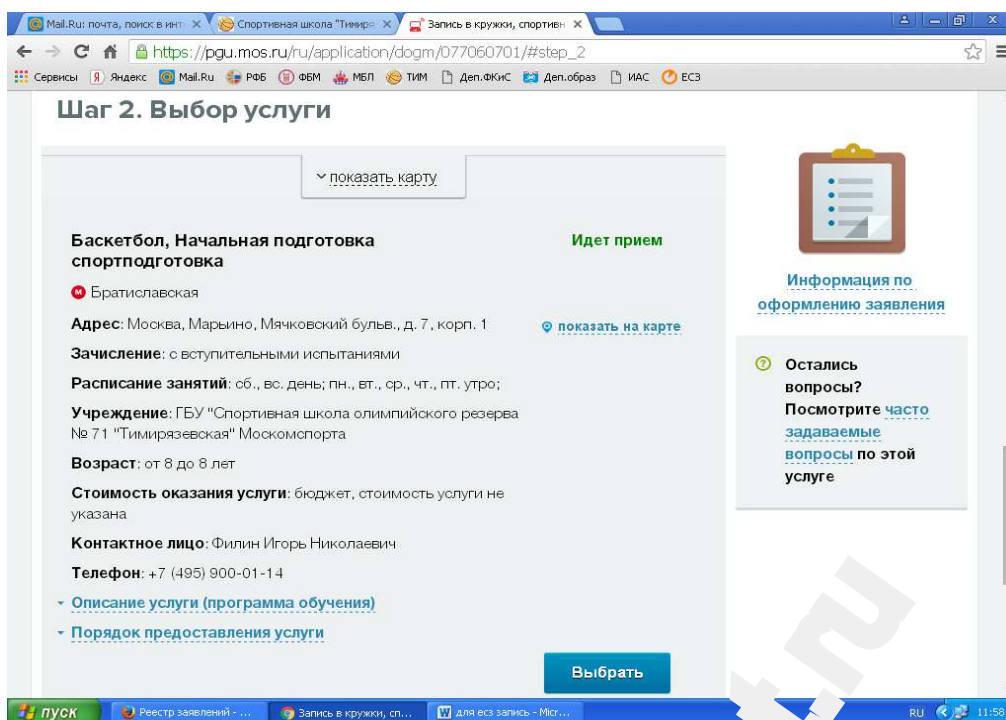 Mail.Ru: почта, поиск в инт
Спортивная школа "Тимиря
Запись в кружки, спортивн
https://pgu.mos.ru/ru/application/dogm/077060701/#step_2
Сервисы Яндекс Mail.Ru РФБ ФБМ МБЛ ТИМ Деп.ФКиС Деп.образ ИАС ЕСЗ
Шаг 2. Выбор услуги
показать карту
Баскетбол, Начальная подготовка
спортподготовка
Идет прием
Братиславская
Адрес: Москва, Марьино, Мячковский бульв., д. 7, корп. 1
показать на карте
Зачисление: с вступительными испытаниями
Расписание занятий: сб., вс. день; пн., вт., ср., чт., пт. утро;
Учреждение: ГБУ "Спортивная школа олимпийского резерва
№ 71 "Тимирязевская" Москомспорта
Возраст: от 8 до 8 лет
Стоимость оказания услуги: бюджет, стоимость услуги не
указана
Контактное лицо: Филин Игорь Николаевич
Телефон: +7 (495) 900-01-14
Описание услуги (программа обучения)
Порядок предоставления услуги
Выбрать
Информация по
оформлению заявления
Остались
вопросы?
Посмотрите часто
задаваемые
вопросы по этой
услуге
пуск
Реестр заявлений - ...
Запись в кружки, сп...
для есз запись - Micr...
RU
11:58